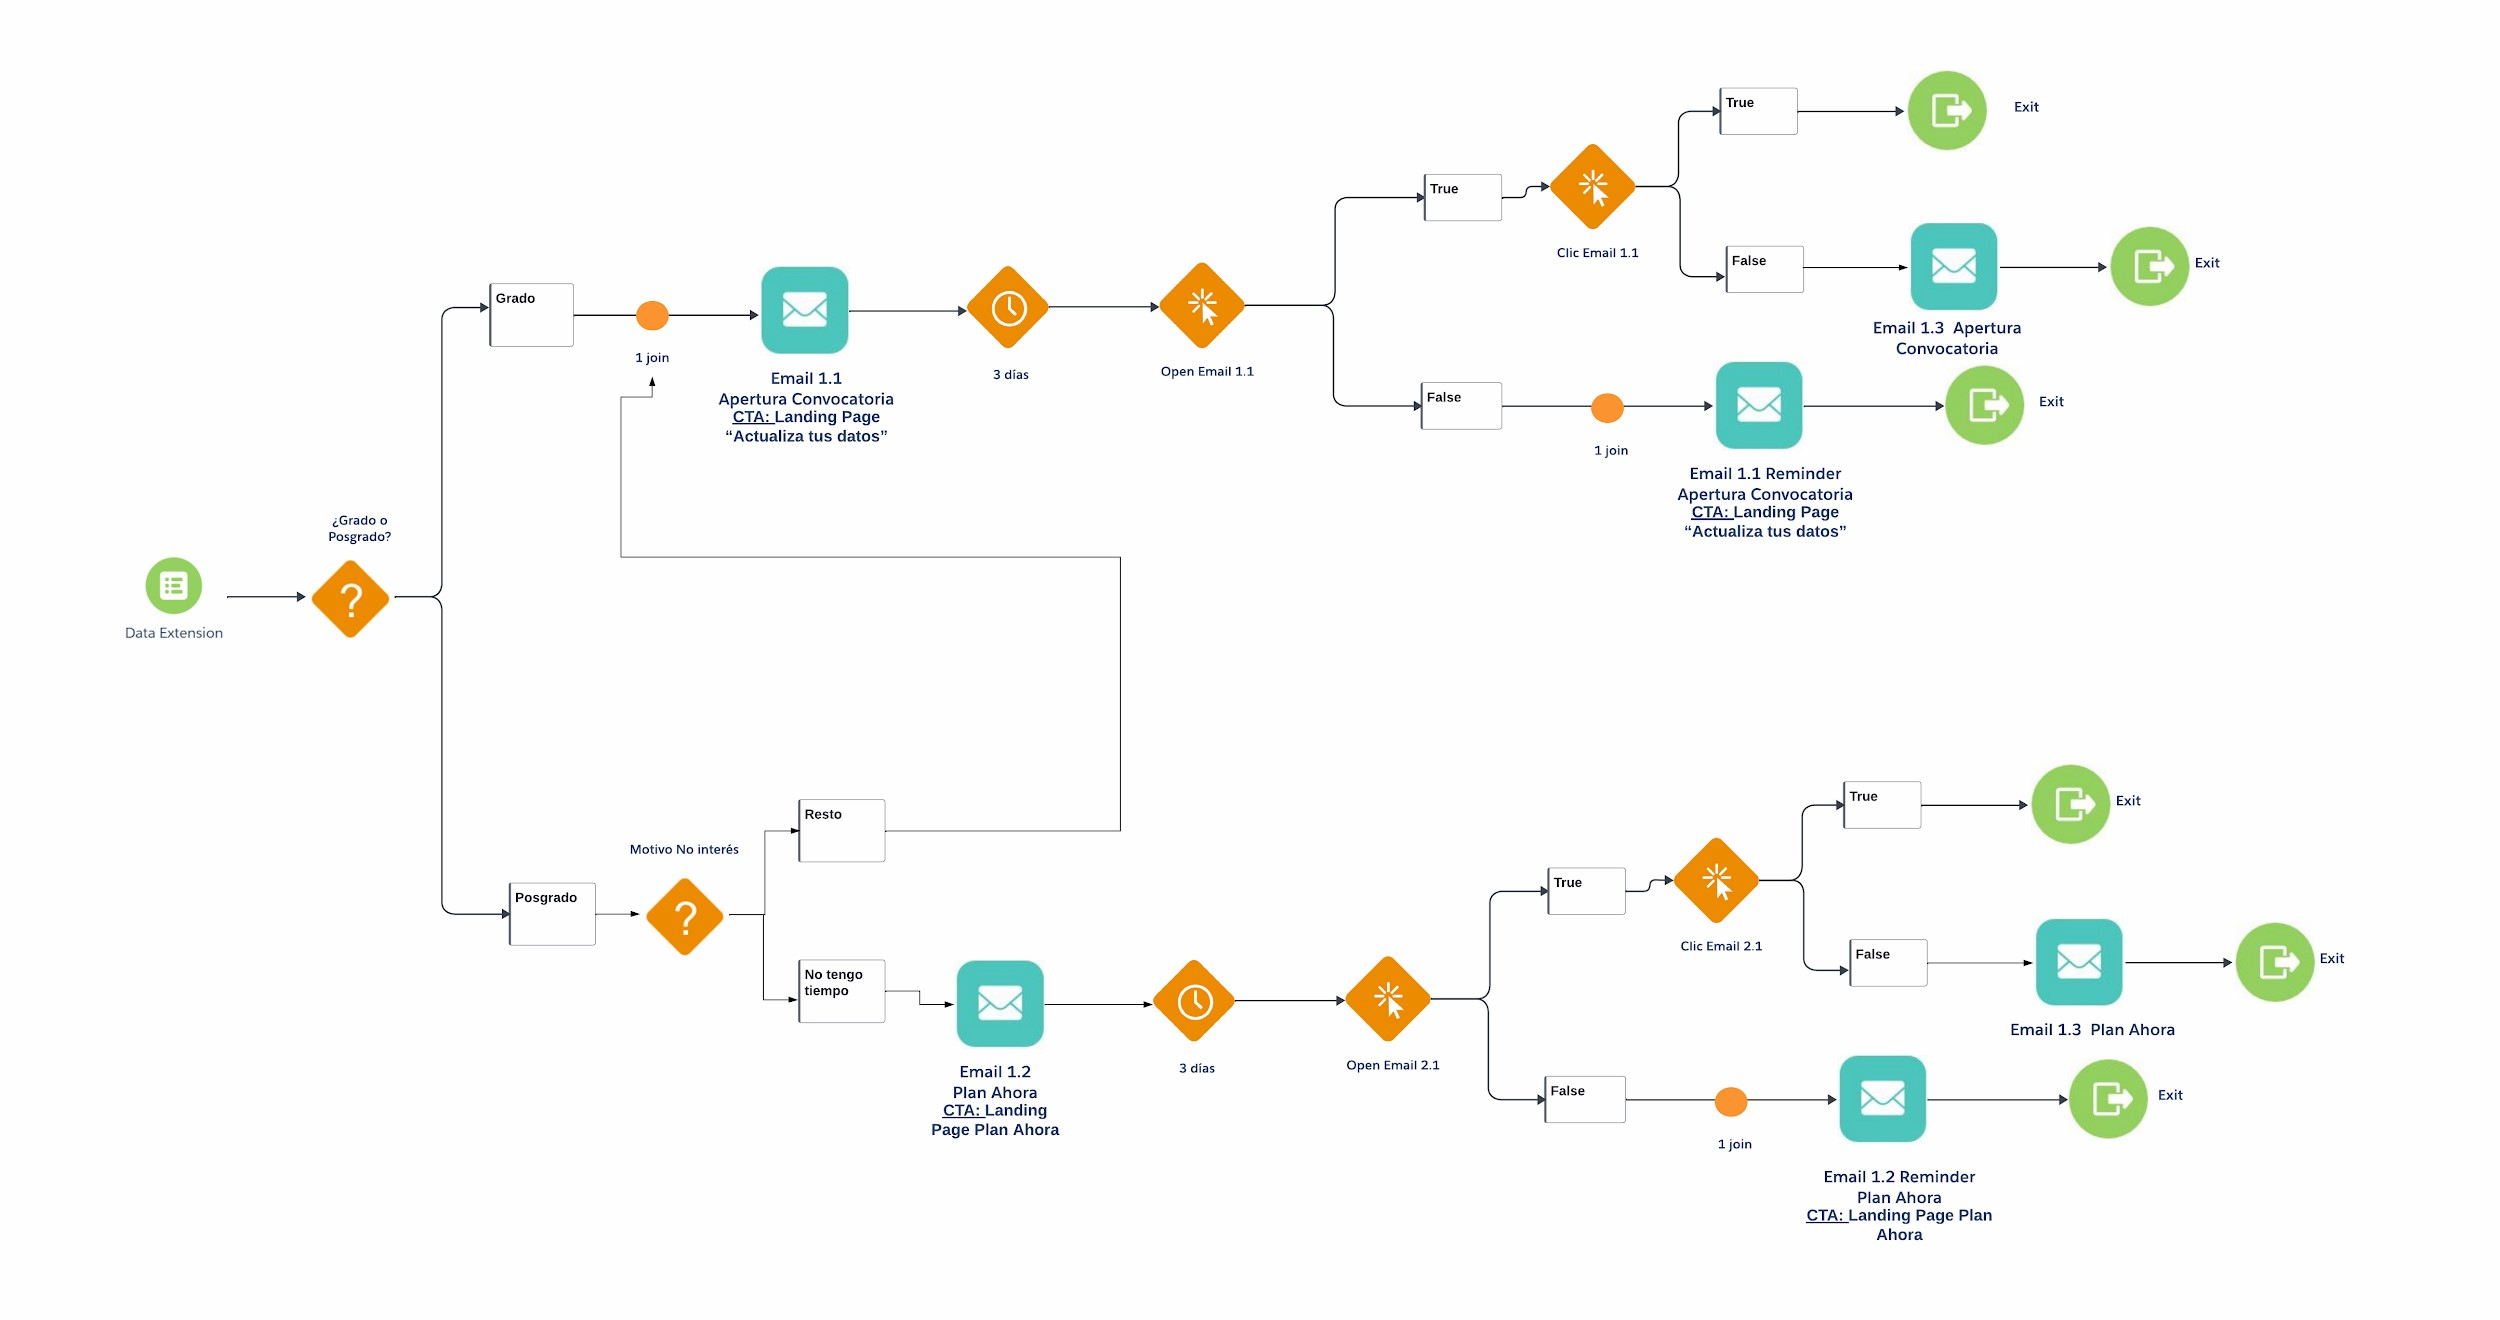 True
Exit
True
Clic Email 1.1
False
Exit
Email 1.3  Apertura
Convocatoria
Grado
1 join
Email 1.1
Apertura Convocatoria
CTA: Landing Page
“Actualiza tus datos”
3 días
Open Email 1.1
False
1 join
Exit
Email 1.1 Reminder
Apertura Convocatoria
CTA: Landing Page
“Actualiza tus datos”
¿Grado o
Posgrado?
Data Extension
Posgrado
Motivo No interés
Resto
No tengo
tiempo
Email 1.2
Plan Ahora
CTA: Landing
Page Plan Ahora
3 días
Open Email 2.1
True
Clic Email 2.1
True
Exit
False
Exit
Email 1.3  Plan Ahora
False
1 join
Exit
Email 1.2 Reminder
Plan Ahora
CTA: Landing Page Plan
Ahora